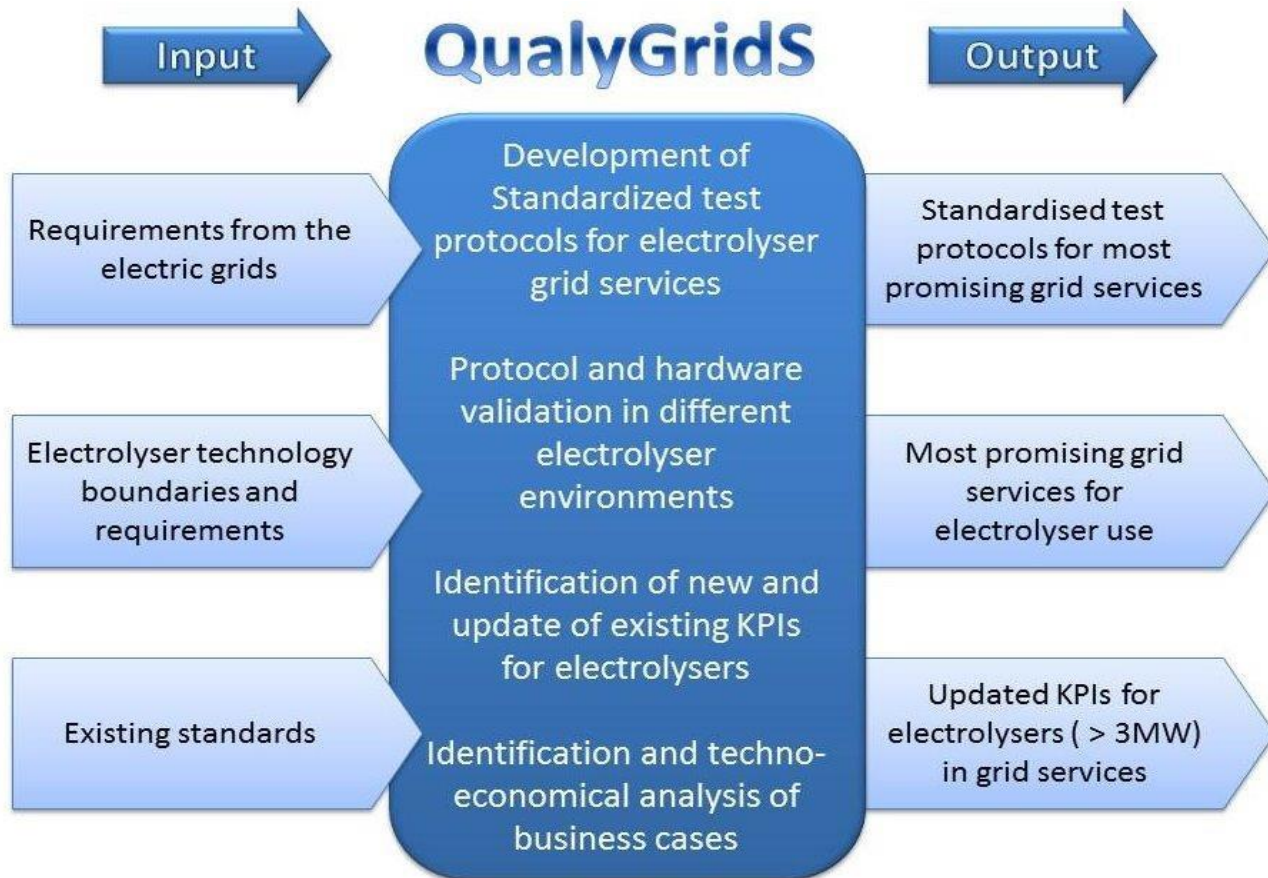 Input
QualyGridS
Output
Requirements from the
electric grids
Electrolyser technology
boundaries and
requirements
Existing standards
Development of
Standardized test
protocols for electrolyser
grid services
Protocol and hardware
validation in different
electrolyser
environments
Identification of new and
update of existing KPIs
for electrolysers
Identification and techno-
economical analysis of
business cases
Standardised test
protocols for most
promising grid services
Most promising grid
services for
electrolyser use
Updated KPIs for
electrolysers ( > 3MW)
in grid services